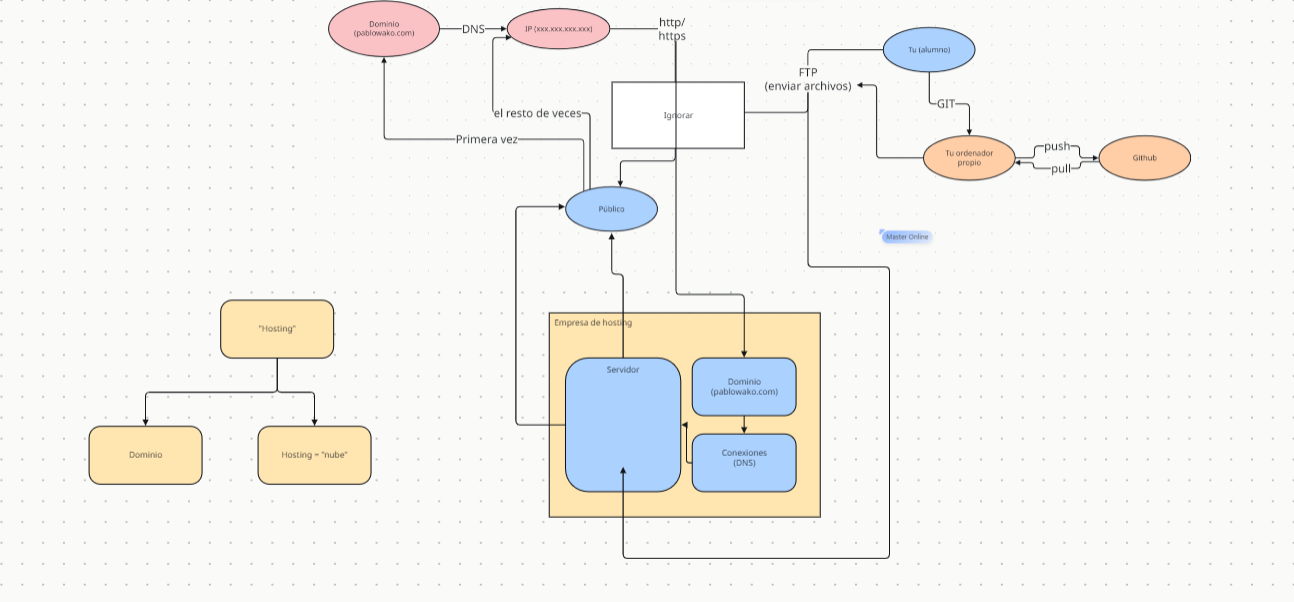 Dominio
(pablowako.com)
DNS
IP (xxx.xxx.xxx.xxx)
http/
https
Tu (alumno)
FTP
(enviar archivos)
GIT
el resto de veces
Ignorar
Primera vez
Tu ordenador
propio
push
pull
Github
Público
Master Online
"Hosting"
Dominio
Hosting = "nube"
Empresa de hosting
Servidor
Dominio
(pablowako.com)
Conexiones
(DNS)